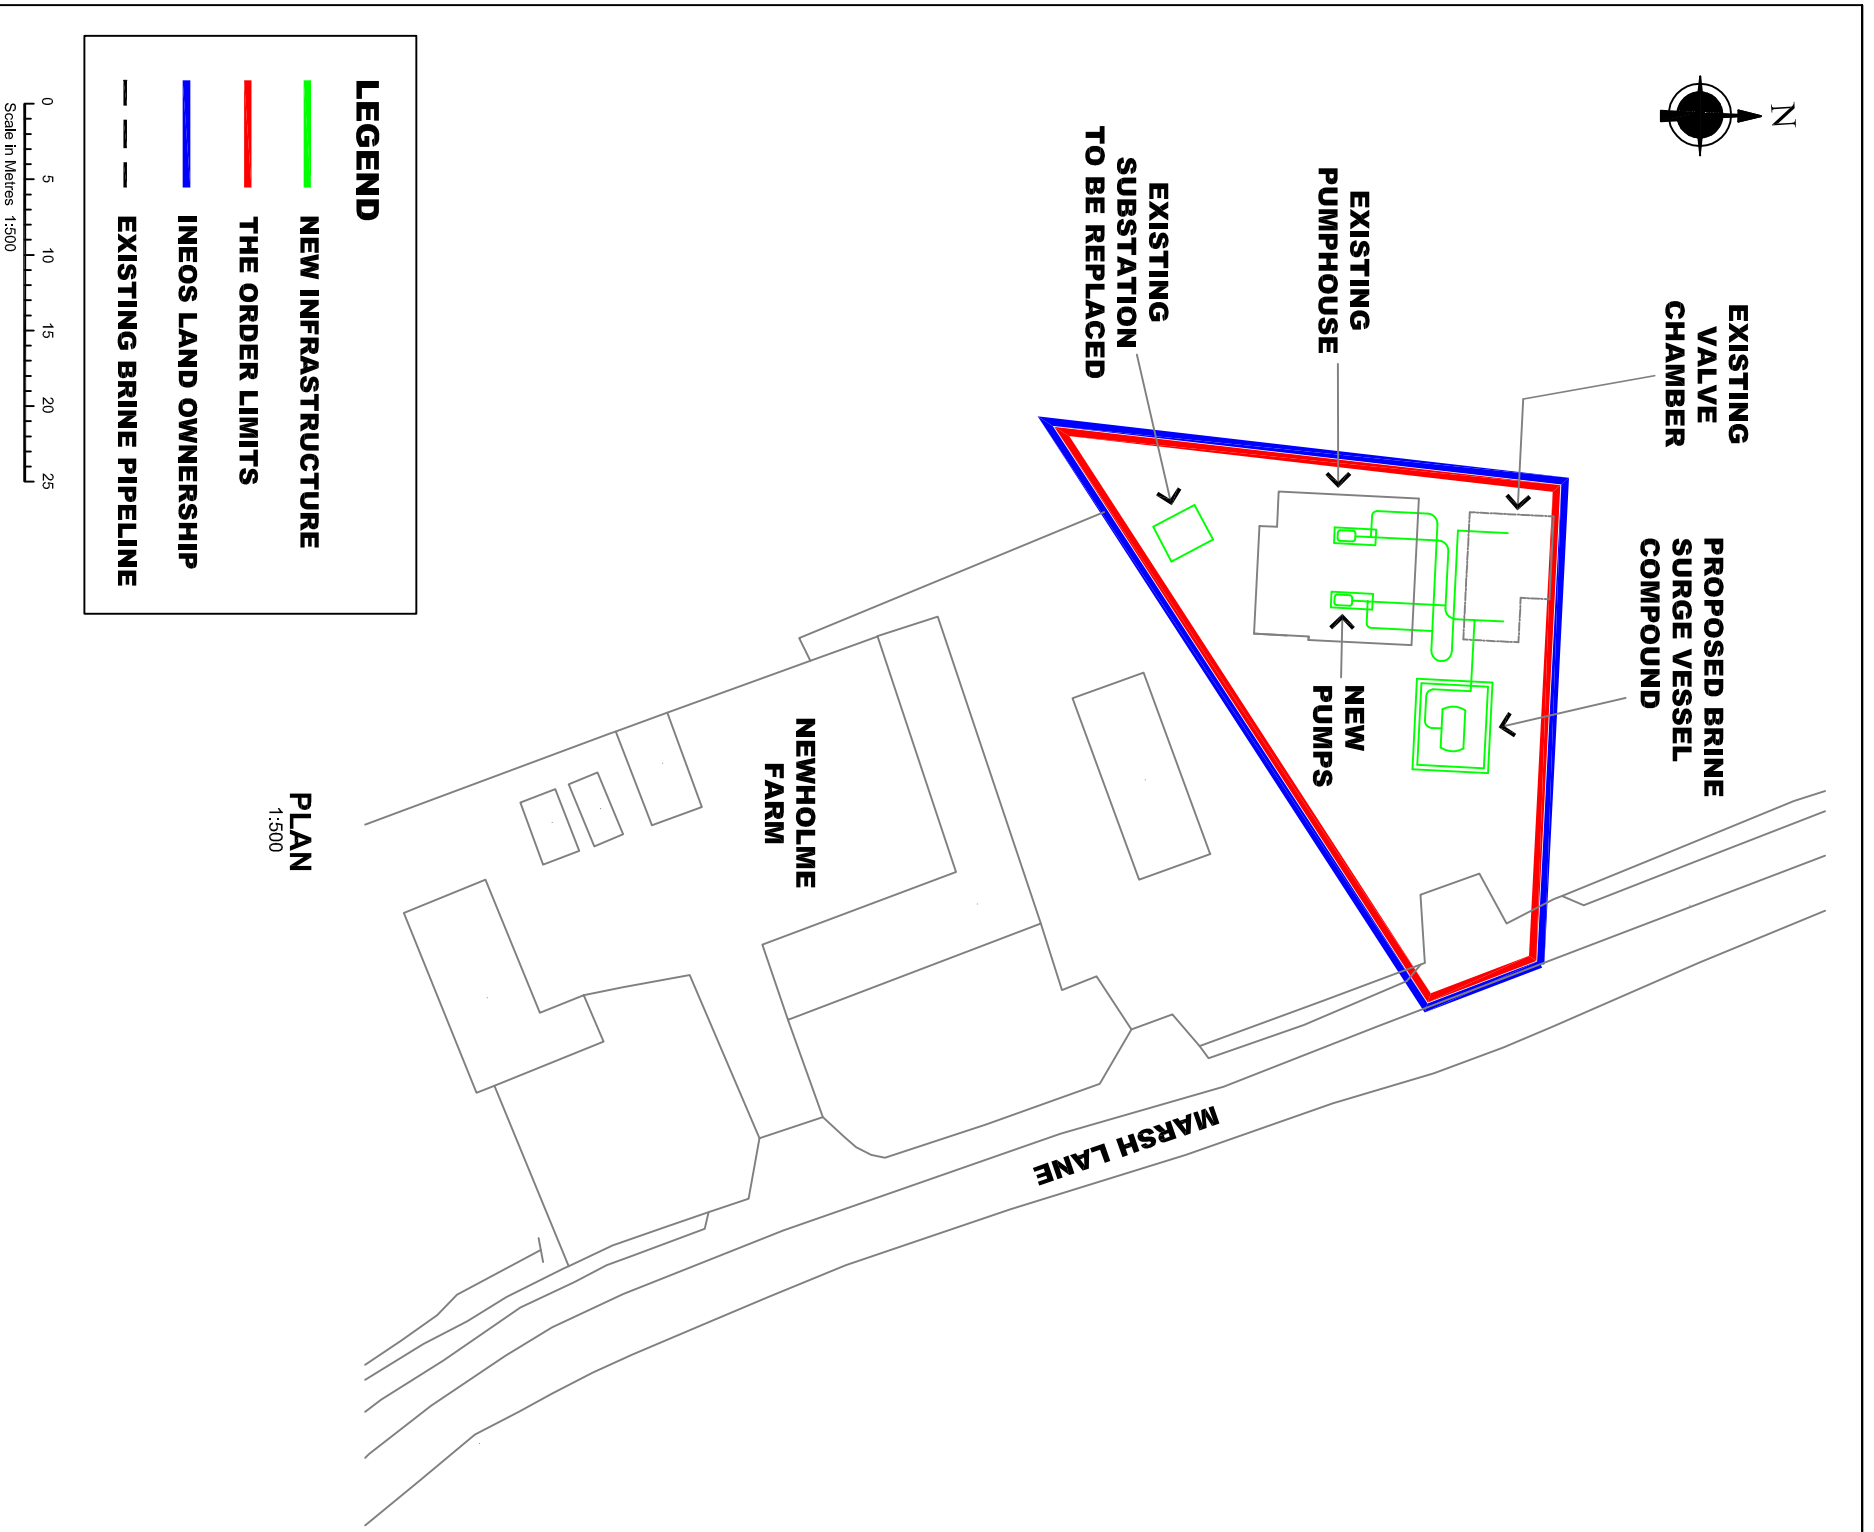 N
EXISTING
VALVE
CHAMBER
PROPOSED BRINE
SURGE VESSEL
COMPOUND
EXISTING
PUMPHOUSE
NEW
PUMPS
EXISTING
SUBSTATION
TO BE REPLACED
MARSH LANE
NEWHOLME
FARM
LEGEND
NEW INFRASTRUCTURE
THE ORDER LIMITS
INEOS LAND OWNERSHIP
EXISTING BRINE PIPELINE
PLAN
1:500
0 5 10 15 20 25
Scale in Metres 1:500